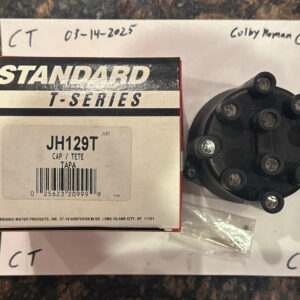 CT
03-14-2025
Colby Roman C
STANDARD
T-SERIES
AR
JH129T
CAP / TETE
TAPA
0 25623 20999 9
STANDARD MOTOR PRODUCTS, INC. 37-18 NORTHERN BLVD. LONG ISLAND CITY, NY 11101
CT
C